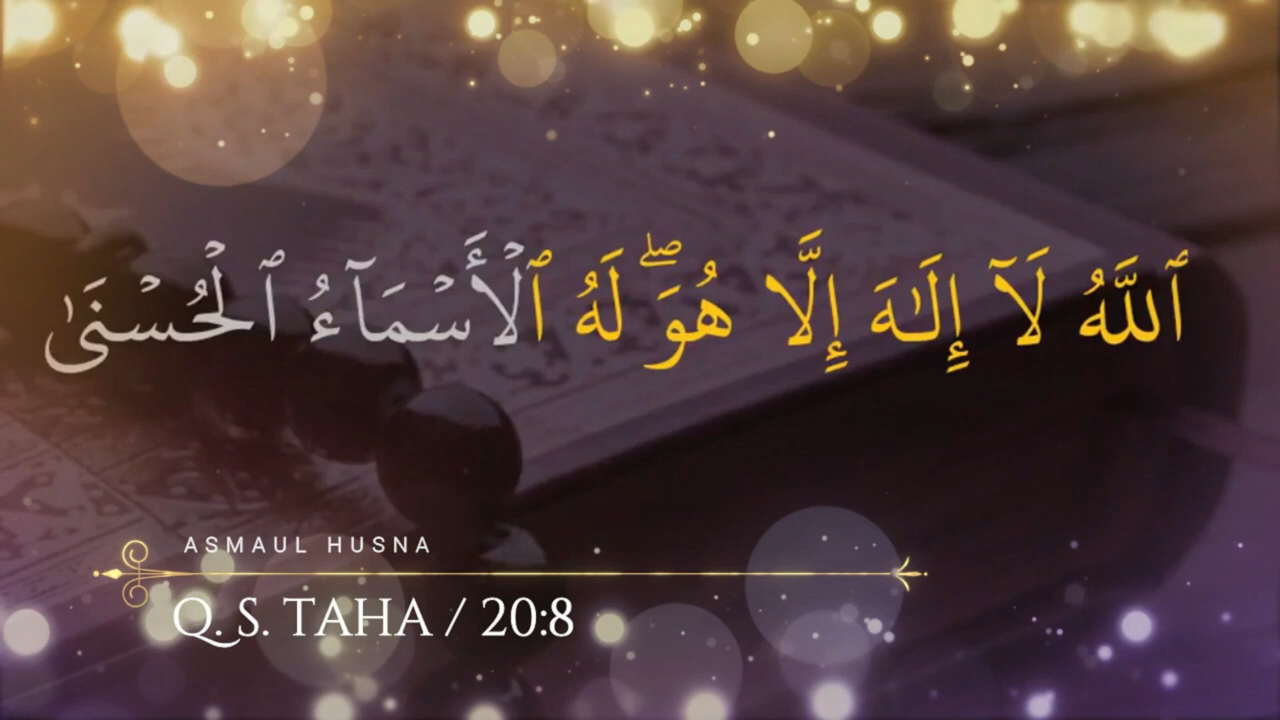 ٱللَّهُ لَآ إِلَـٰهَ إِلَّا هُوَ ۖ لَهُ ٱلْأَسْمَآءُ ٱلْحُسْنَىٰ
ASMAUL HUSNA
Q. S. TAHA / 20:8